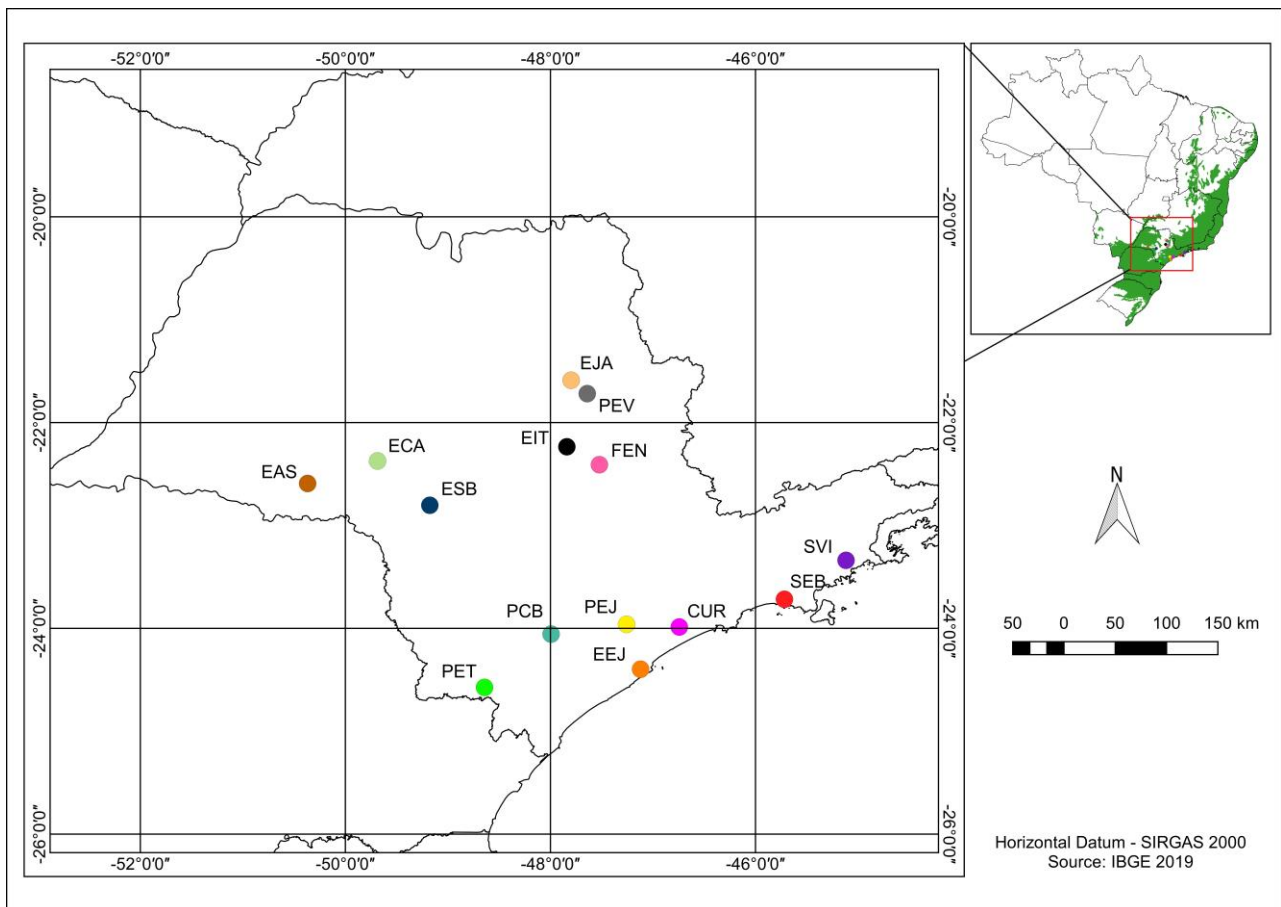 -52°0'0" -50°0'0" -48°0'0" -46°0'0"
-20°0'0" -20°0'0"
EJA
PEV
-22°0'0" -22°0'0"
EIT
FEN
ECA
EAS
ESB
SVI
SEB
PCB
PEJ
CUR
-24°0'0" -24°0'0"
EEJ
PET
-26°0'0" -26°0'0"
-52°0'0" -50°0'0" -48°0'0" -46°0'0"
N
50 0 50 100 150 km
Horizontal Datum - SIRGAS 2000
Source: IBGE 2019